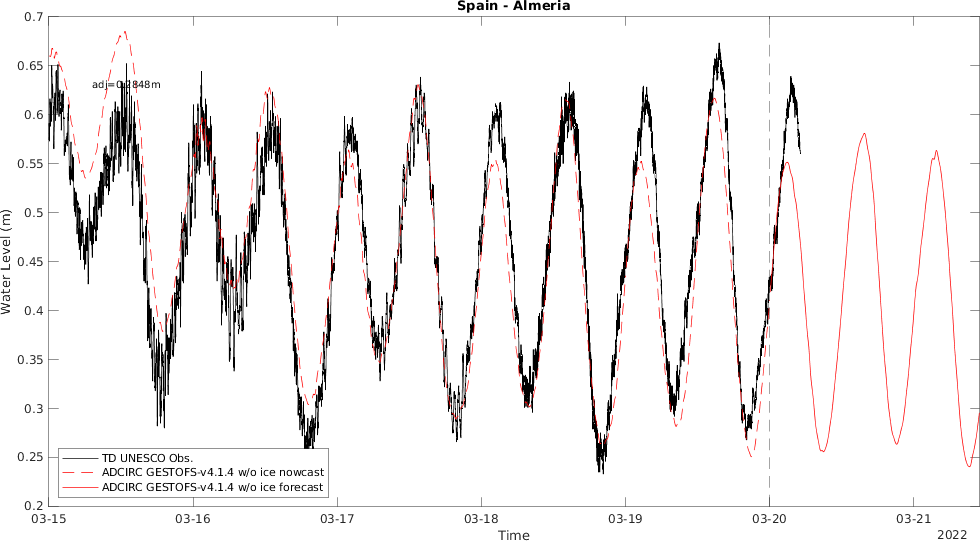 Spain - Almeria
0.7
0.65
0.6
0.55
0.5
0.45
0.4
0.35
0.3
0.25
0.2
Water Level (m)
adj=0.2848m
TD UNESCO Obs.
ADCIRC GESTOFS-v4.1.4 w/o ice nowcast
ADCIRC GESTOFS-v4.1.4 w/o ice forecast
03-15 03-16 03-17 03-18 03-19 03-20 03-21
Time
2022